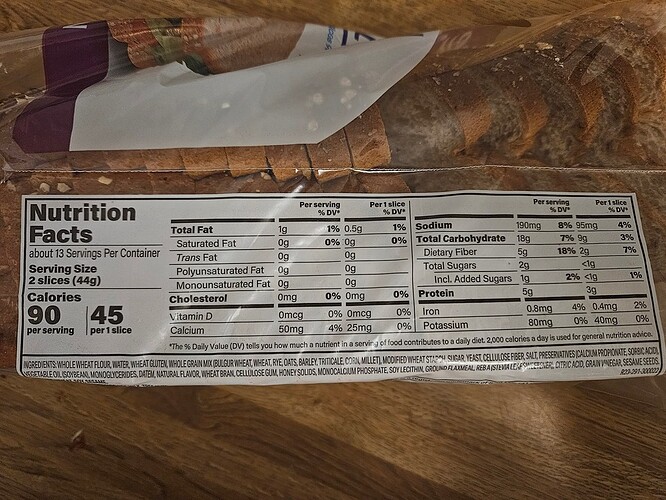 Nutrition Facts
about 13 Servings Per Container
Serving Size
2 slices (44g)
Calories
90 per serving
45 per 1 slice
Per serving % DV* Per 1 slice % DV*
Total Fat 1g 1% 0.5g 1%
Saturated Fat 0g 0% 0g 0%
Trans Fat 0g 0g
Polyunsaturated Fat 0g 0g
Monounsaturated Fat 0g 0g
Cholesterol 0mg 0% 0mg 0%
Vitamin D 0mcg 0% 0mcg 0%
Calcium 50mg 4% 25mg 0%
Per serving % DV* Per 1 slice % DV*
Sodium 190mg 8% 95mg 4%
Total Carbohydrate 18g 7% 9g 3%
Dietary Fiber 5g 18% 2g 7%
Total Sugars 2g <1g
Incl. Added Sugars 1g 2% <1g 1%
Protein 5g 3g
Iron 0.8mg 4% 0.4mg 2%
Potassium 80mg 0% 40mg 0%
*The % Daily Value (DV) tells you how much a nutrient in a serving of food contributes to a daily diet. 2,000 calories a day is used for general nutrition advice.
INGREDIENTS: WHOLE WHEAT FLOUR, WATER, WHEAT GLUTEN, WHOLE GRAIN MIX (BULGUR WHEAT, WHEAT, RYE, OATS, BARLEY, TRITICALE, CORN, MILLET), MODIFIED WHEAT STARCH, SUGAR, YEAST, CELLULOSE FIBER, SALT, PRESERVATIVES (CALCIUM PROPIONATE, SORBIC ACID),
VEGETABLE OIL (SOYBEAN), MONOGLYCERIDES, DATEM, NATURAL FLAVOR, WHEAT BRAN, CELLULOSE GUM, HONEY SOLIDS, MONOCALCIUM PHOSPHATE, SOY LECITHIN, GROUND FLAXMEAL, REB A (STEVIA LEAF SWEETENER), CITRIC ACID, GRAIN VINEGAR, SESAME SEEDS.